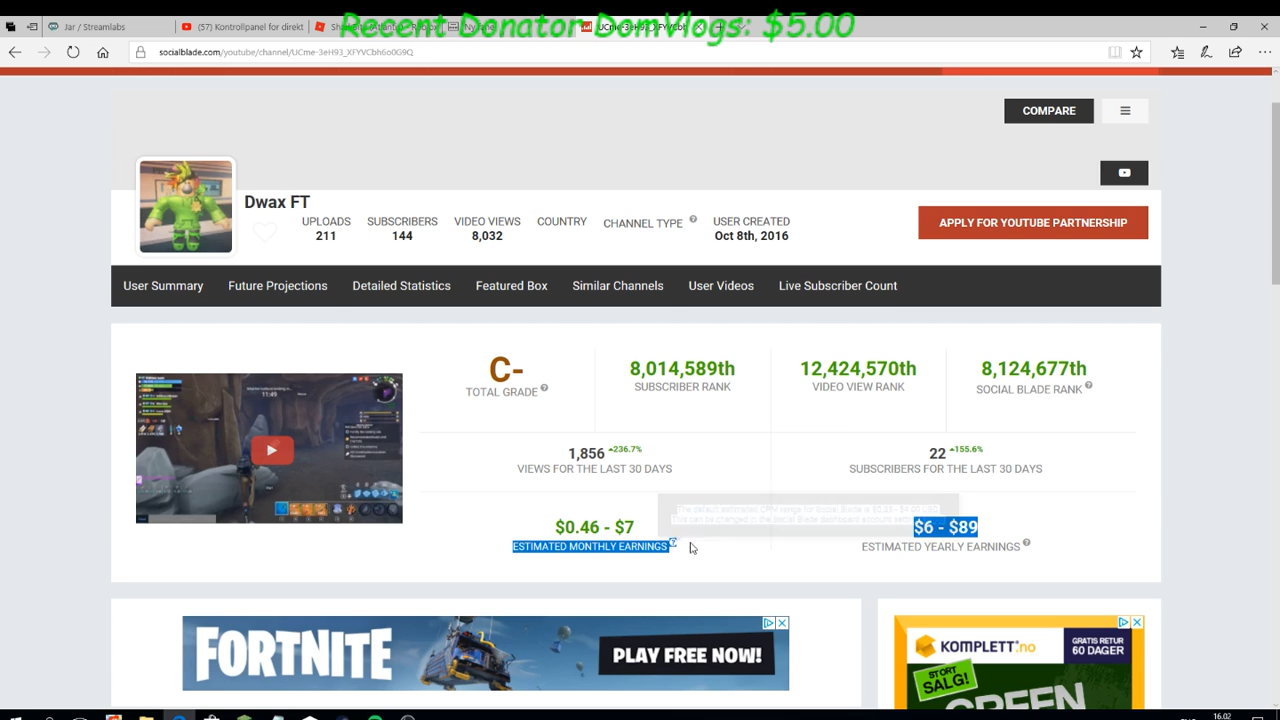 Recent Donator DomVings: $5.00
Jar / Streamlabs
(57) Kontrollpanel for direkt
UCme-3eH93_XFYVCbh
socialblade.com/youtube/channel/UCme-3eH93_XFYVCbh6o0G9Q
COMPARE
Dwax FT
UPLOADS SUBSCRIBERS VIDEO VIEWS COUNTRY CHANNEL TYPE USER CREATED
211 144 8,032 Oct 8th, 2016
APPLY FOR YOUTUBE PARTNERSHIP
User Summary Future Projections Detailed Statistics Featured Box Similar Channels User Videos Live Subscriber Count
C- 8,014,589th 12,424,570th 8,124,677th
TOTAL GRADE SUBSCRIBER RANK VIDEO VIEW RANK SOCIAL BLADE RANK
1,856 236.7% 22 155.6%
VIEWS FOR THE LAST 30 DAYS SUBSCRIBERS FOR THE LAST 30 DAYS
$0.46 - $7 $6 - $89
ESTIMATED MONTHLY EARNINGS ESTIMATED YEARLY EARNINGS
FORTNITE PLAY FREE NOW!
KOMPLETT:no GRATIS RETUR
60 DAGER
STORT
SALG!
GREEN
16.02